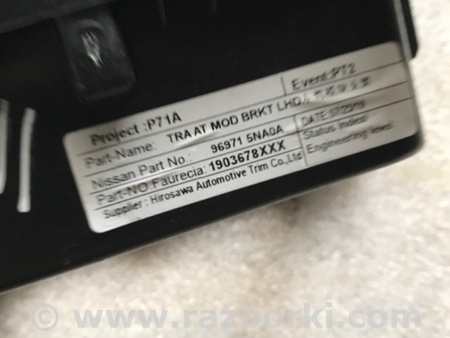 Project :P71A
Event:PT2
Part-Name: TRA AT MOD BRKT LHD
Nissan Part No.: 96971 5NA0A
DATE:
Part-NO Faurecia: 1903678XXX
Status indent
Supplier : Hirosawa Automotive Trim Co.,Ltd
Engineering level:
© www.razborki.com